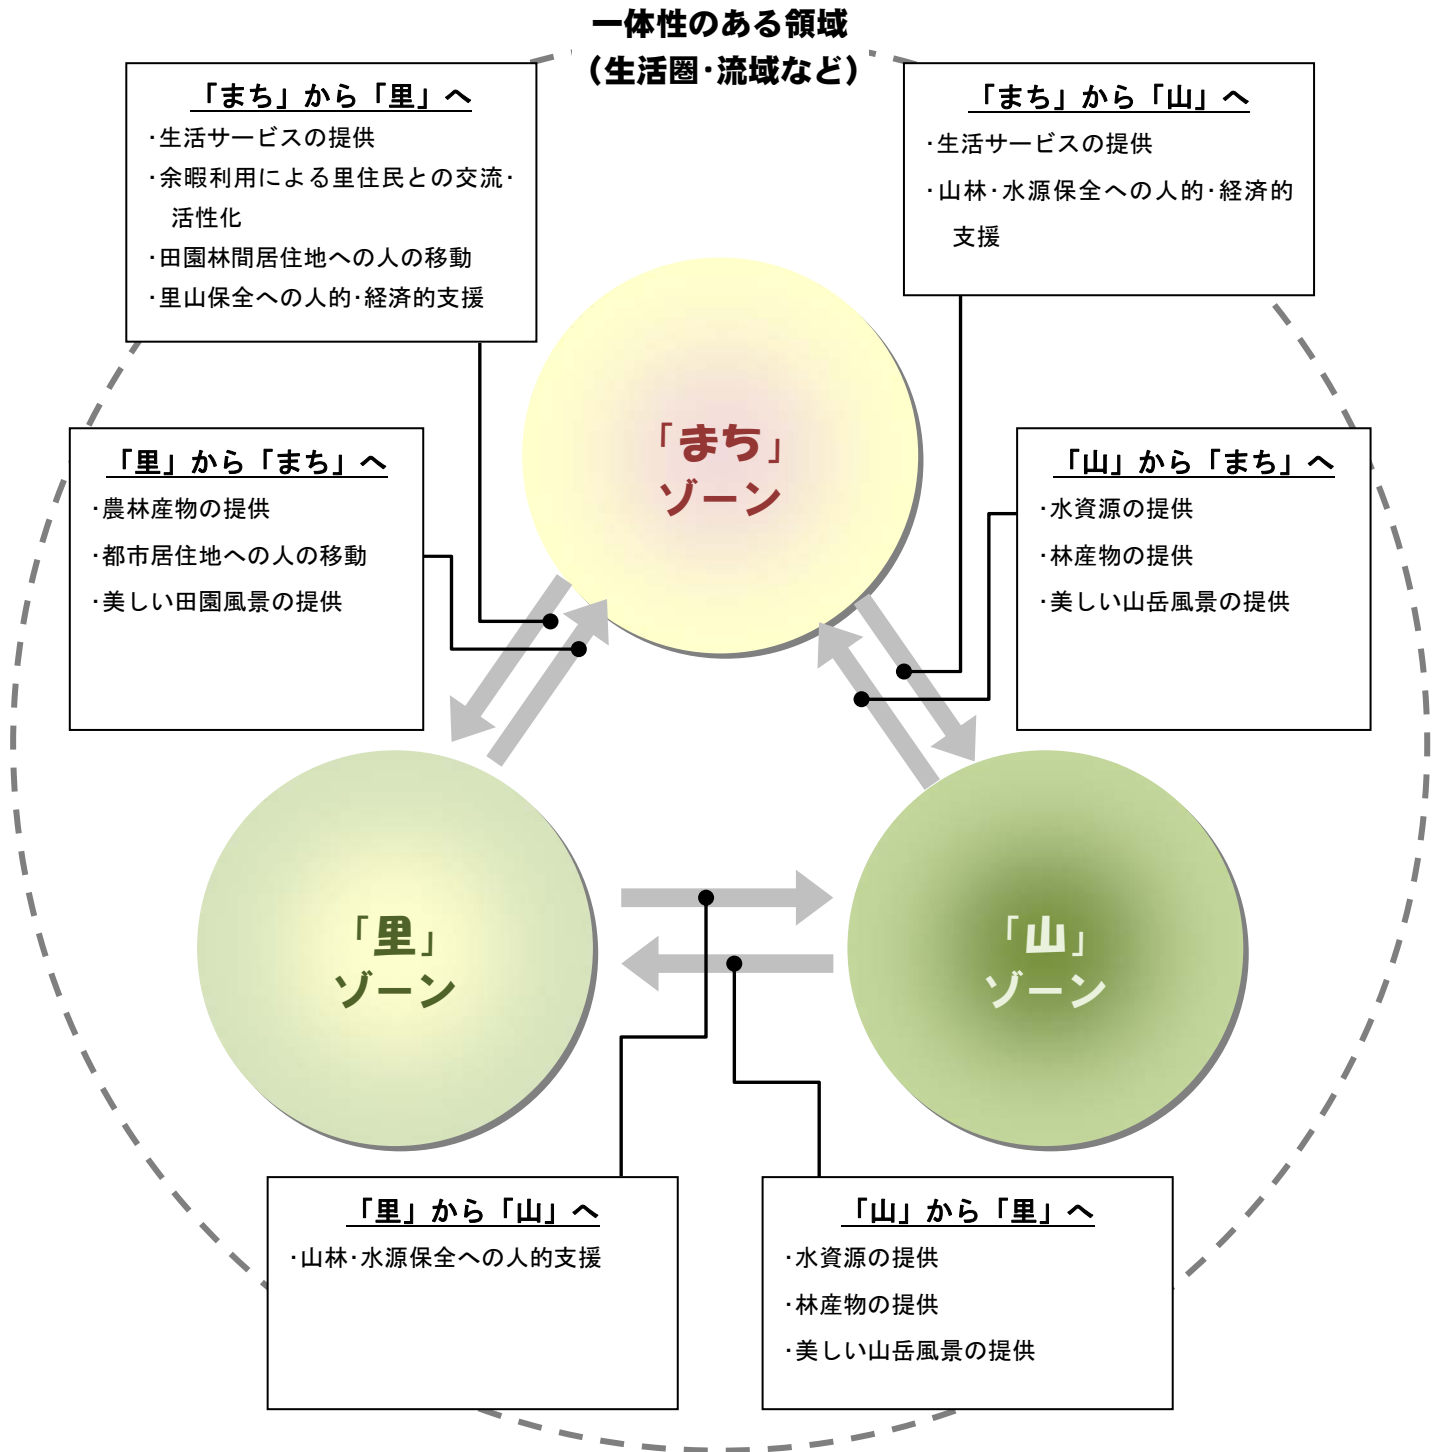 一体性のある領域
（生活圏・流域など）
「まち」から「里」へ
・生活サービスの提供
・余暇利用による里住民との交流・
活性化
・田園林間居住地への人の移動
・里山保全への人的・経済的支援
「まち」から「山」へ
・生活サービスの提供
・山林・水源保全への人的・経済的
支援
「まち」
ゾーン
「里」から「まち」へ
・農林産物の提供
・都市居住地への人の移動
・美しい田園風景の提供
「山」から「まち」へ
・水資源の提供
・林産物の提供
・美しい山岳風景の提供
「里」
ゾーン
「山」
ゾーン
「里」から「山」へ
・山林・水源保全への人的支援
「山」から「里」へ
・水資源の提供
・林産物の提供
・美しい山岳風景の提供